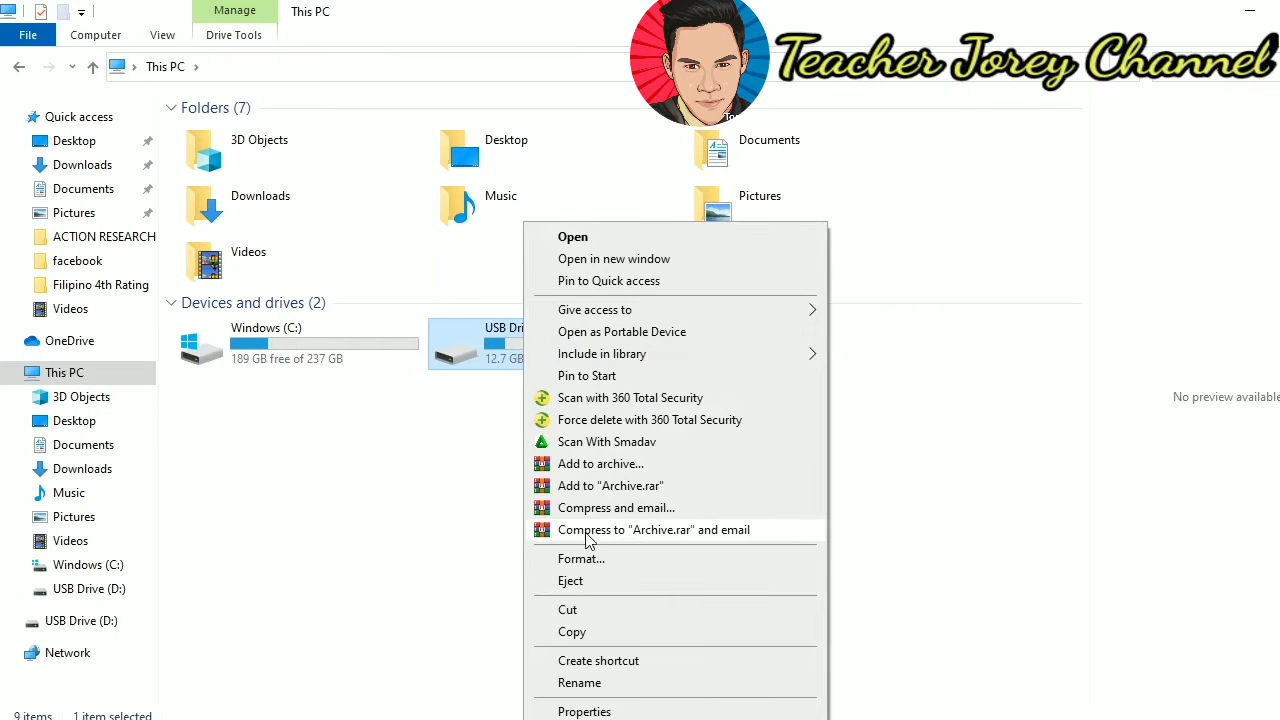 Manage
This PC
File
Computer
View
Drive Tools
Teacher Jorey Channel
This PC
Quick access
Desktop
Downloads
Documents
Pictures
ACTION RESEARCH
facebook
Filipino 4th Rating
Videos
OneDrive
This PC
3D Objects
Desktop
Documents
Downloads
Music
Pictures
Videos
Windows (C:)
USB Drive (D:)
USB Drive (D:)
Network
Folders (7)
3D Objects
Desktop
Documents
Downloads
Music
Pictures
Videos
Devices and drives (2)
Windows (C:)
189 GB free of 237 GB
USB Dri
12.7 GB
Open
Open in new window
Pin to Quick access
Give access to
Open as Portable Device
Include in library
Pin to Start
Scan with 360 Total Security
Force delete with 360 Total Security
Scan With Smadav
Add to archive...
Add to "Archive.rar"
Compress and email...
Compress to "Archive.rar" and email
Format...
Eject
Cut
Copy
Create shortcut
Rename
Properties
No preview available
9 items
1 item selected